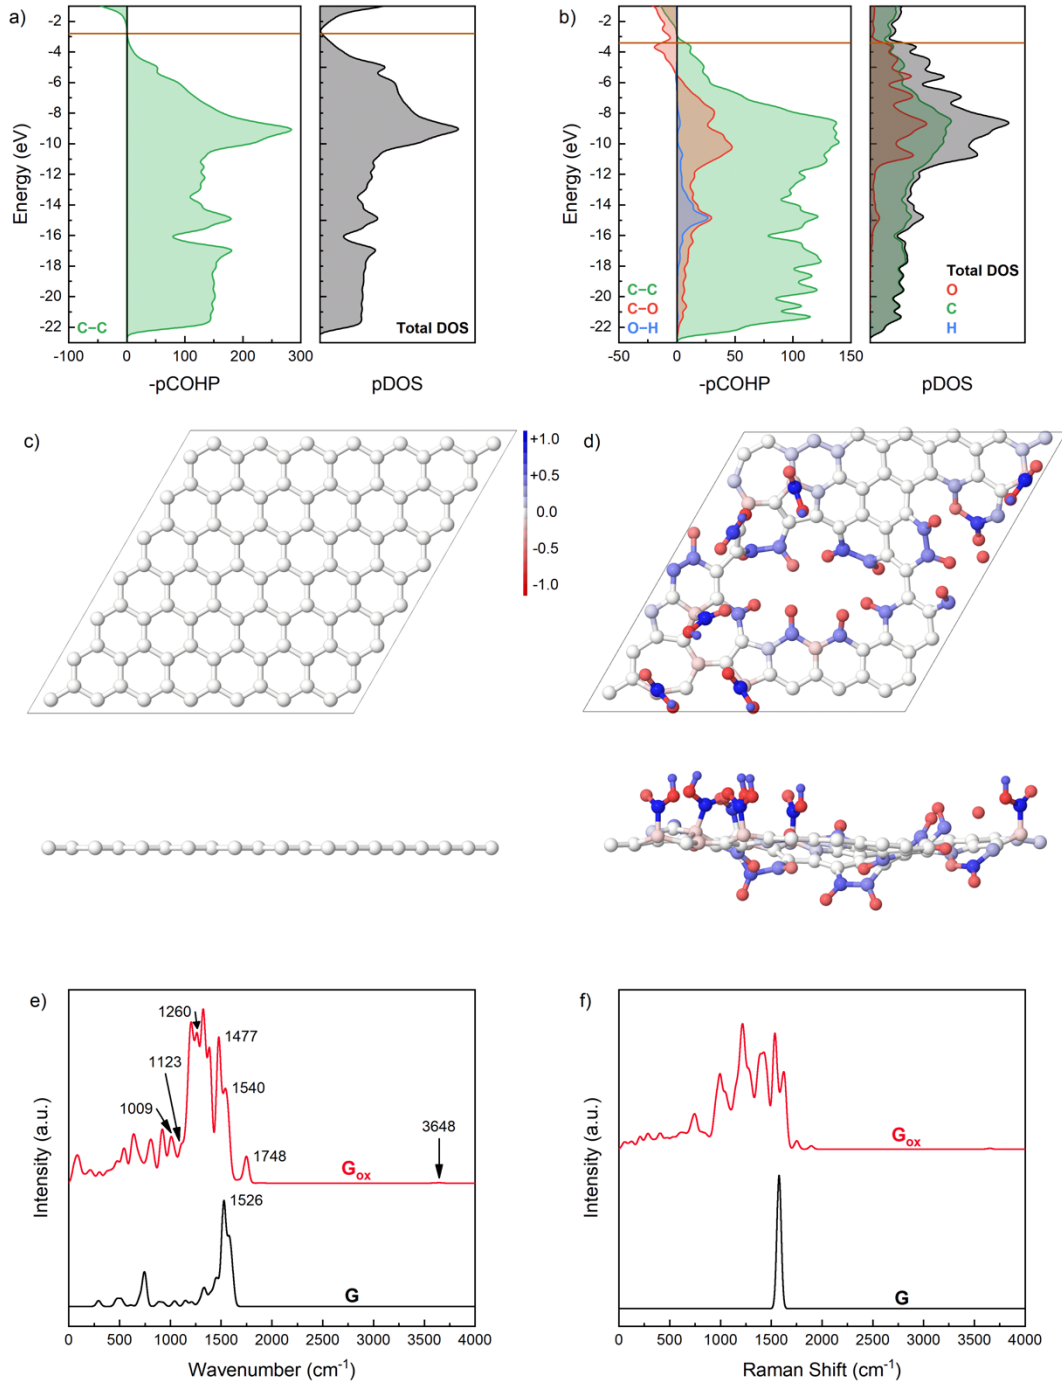 a)
-2
-4
-6
-8
-10
-12
-14
-16
-18
-20
-22
Energy (eV)
C–C
-100 0 100 200 300
-pCOHP
Total DOS
pDOS
b)
-2
-4
-6
-8
-10
-12
-14
-16
-18
-20
-22
Energy (eV)
C–C
C–O
O–H
-50 0 50 100 150
-pCOHP
Total DOS
O
C
H
pDOS
c)
+1.0
+0.5
0.0
-0.5
-1.0
d)
e)
1260
1123
1009
1477
1540
1748
3648
Gox
1526
G
Intensity (a.u.)
0 500 1000 1500 2000 2500 3000 3500 4000
Wavenumber (cm-1)
f)
Gox
G
Intensity (a.u.)
0 500 1000 1500 2000 2500 3000 3500 4000
Raman Shift (cm-1)